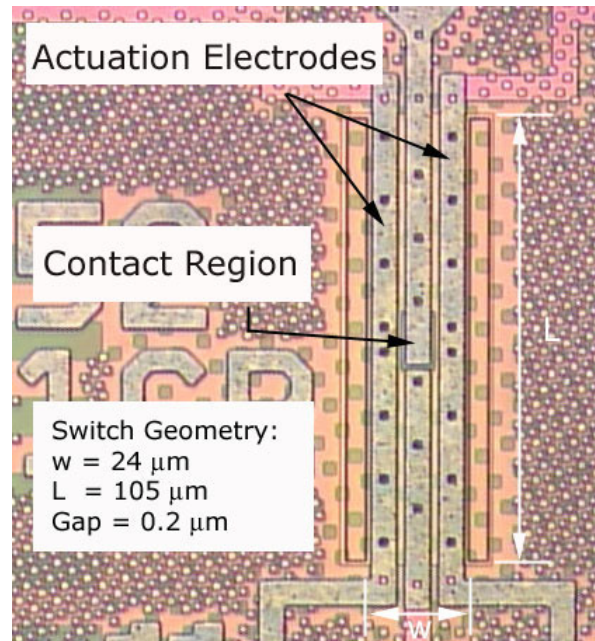 Actuation Electrodes
Contact Region
L
Switch Geometry:
w = 24 μm
L = 105 μm
Gap = 0.2 μm
W